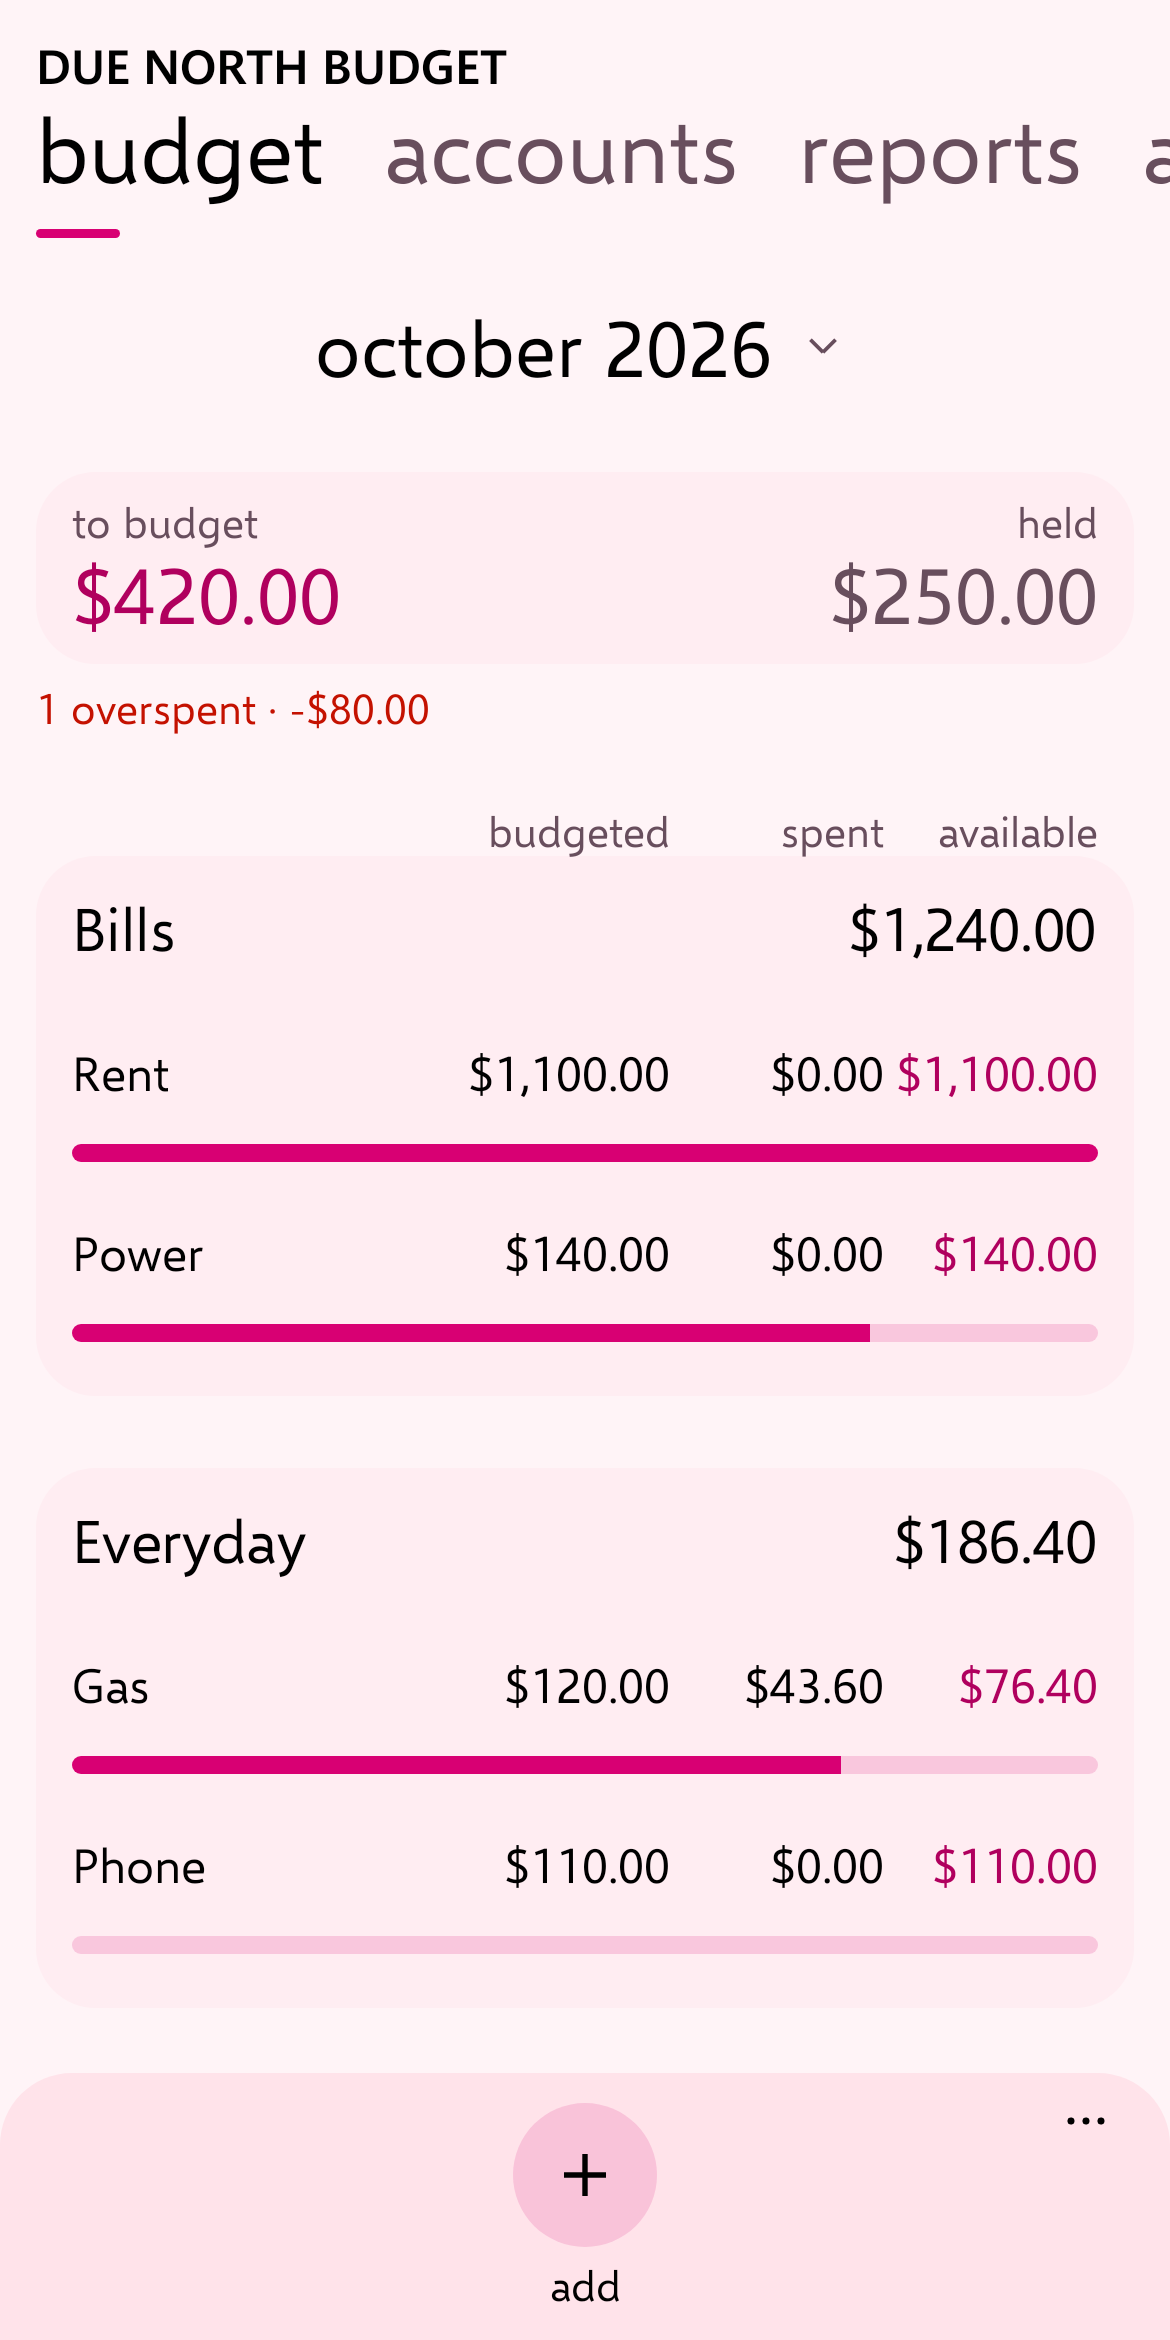 DUE NORTH BUDGET
budget accounts reports a
october 2026
to budget held
$420.00 $250.00
1 overspent · -$80.00
budgeted spent available
Bills $1,240.00
Rent $1,100.00 $0.00 $1,100.00
Power $140.00 $0.00 $140.00
Everyday $186.40
Gas $120.00 $43.60 $76.40
Phone $110.00 $0.00 $110.00
add